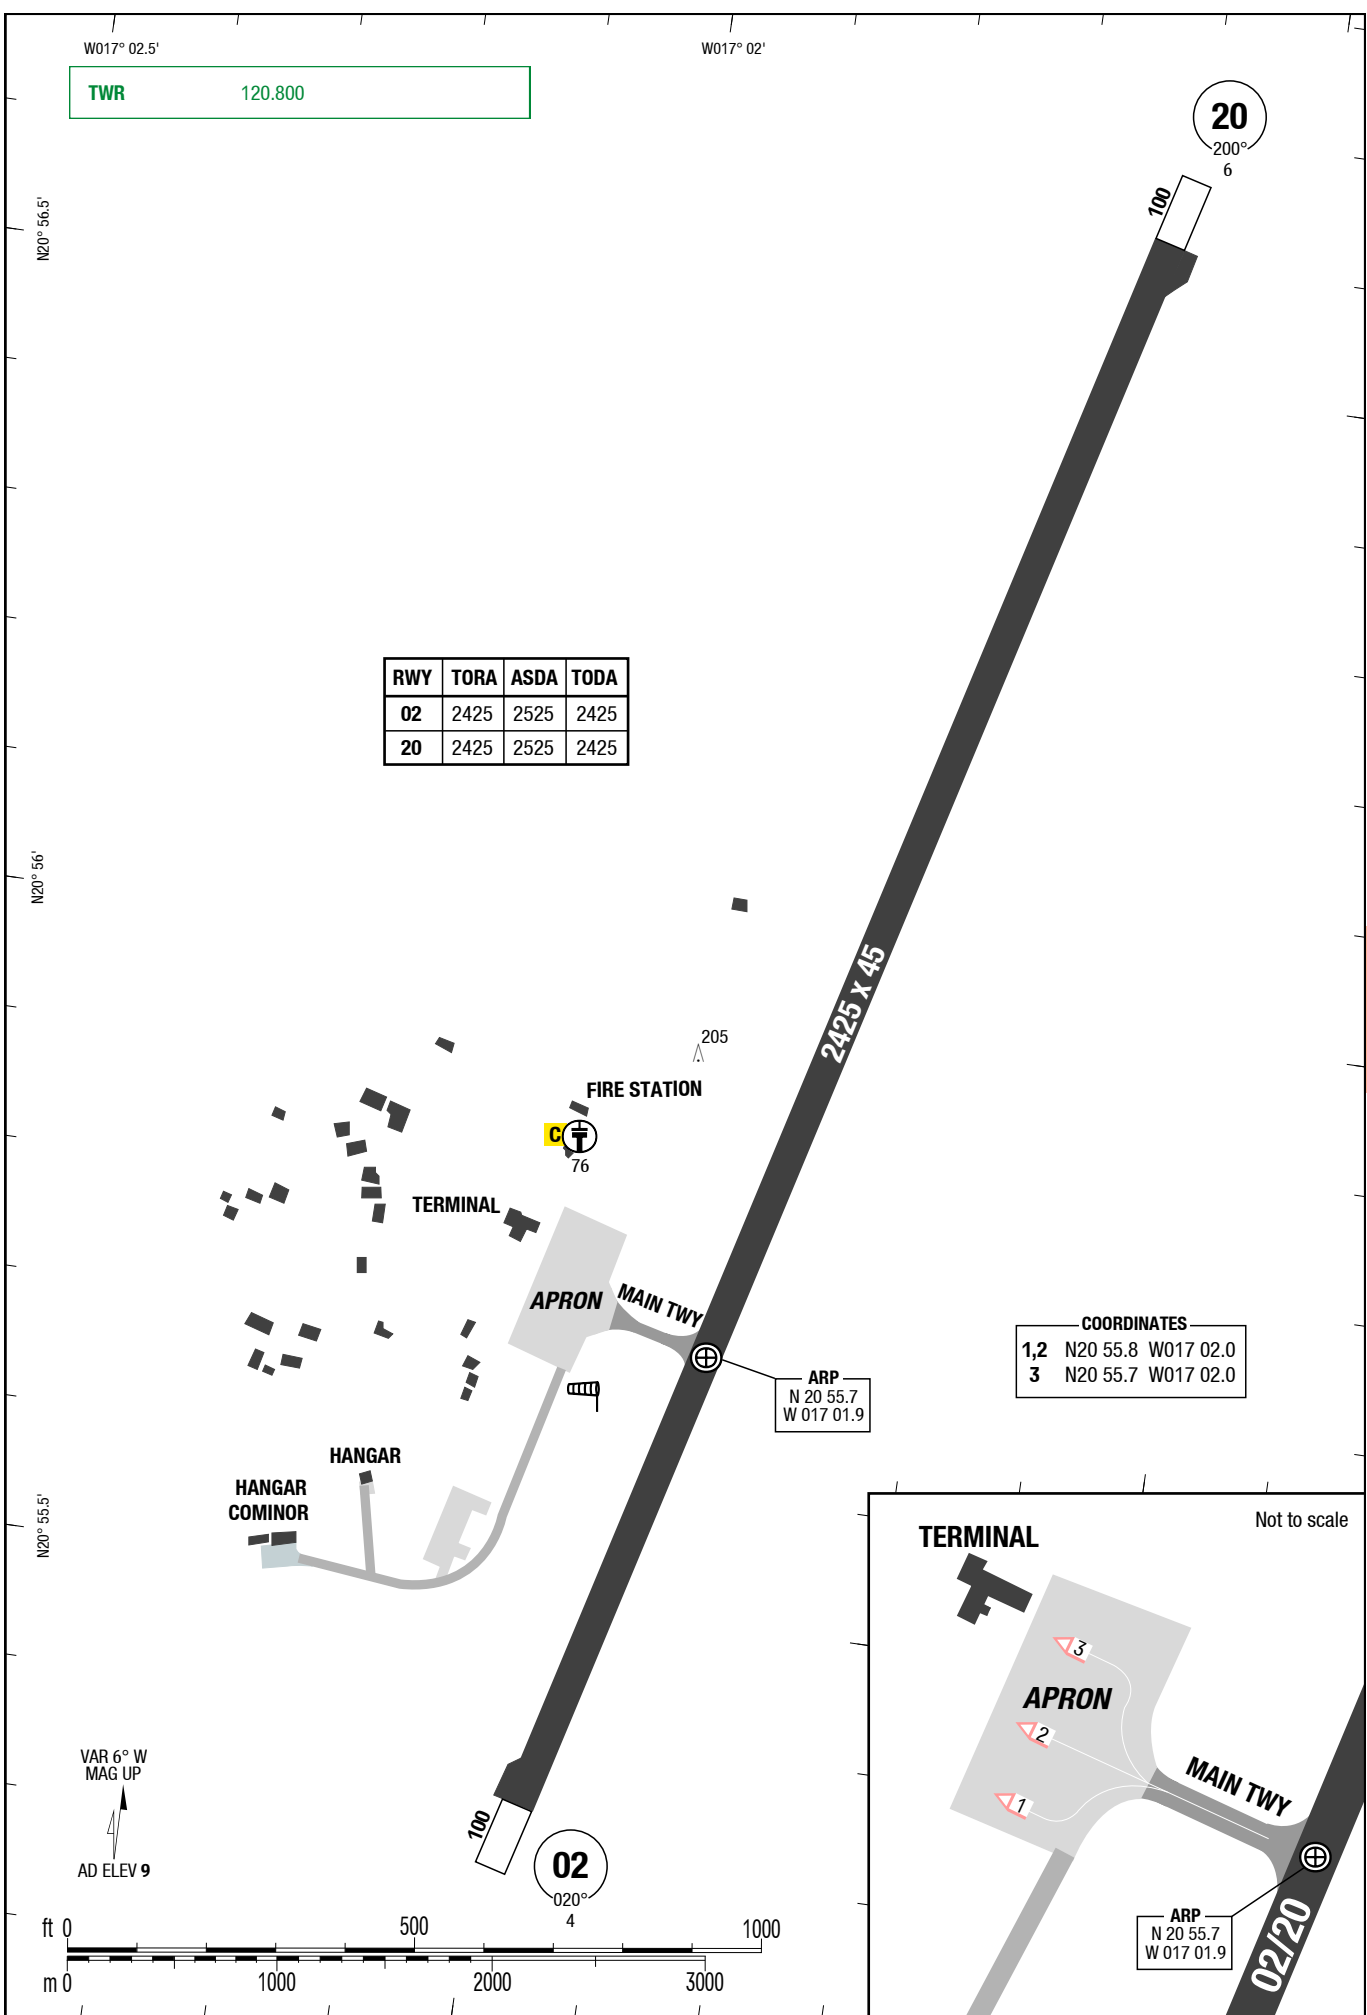 W017° 02.5'
W017° 02'
TWR 120.800
20
200°
6
100
N20° 56.5'
RWY TORA ASDA TODA
02 2425 2525 2425
20 2425 2525 2425
N20° 56'
2425 x 45
205
FIRE STATION
C
76
TERMINAL
APRON
MAIN TWY
COORDINATES
1,2 N20 55.8 W017 02.0
3 N20 55.7 W017 02.0
ARP
N 20 55.7
W 017 01.9
HANGAR
HANGAR
COMINOR
N20° 55.5'
Not to scale
TERMINAL
3
APRON
2
1
MAIN TWY
ARP
N 20 55.7
W 017 01.9
02/20
VAR 6° W
MAG UP
AD ELEV 9
100
02
020°
4
ft 0 500 1000
m 0 1000 2000 3000